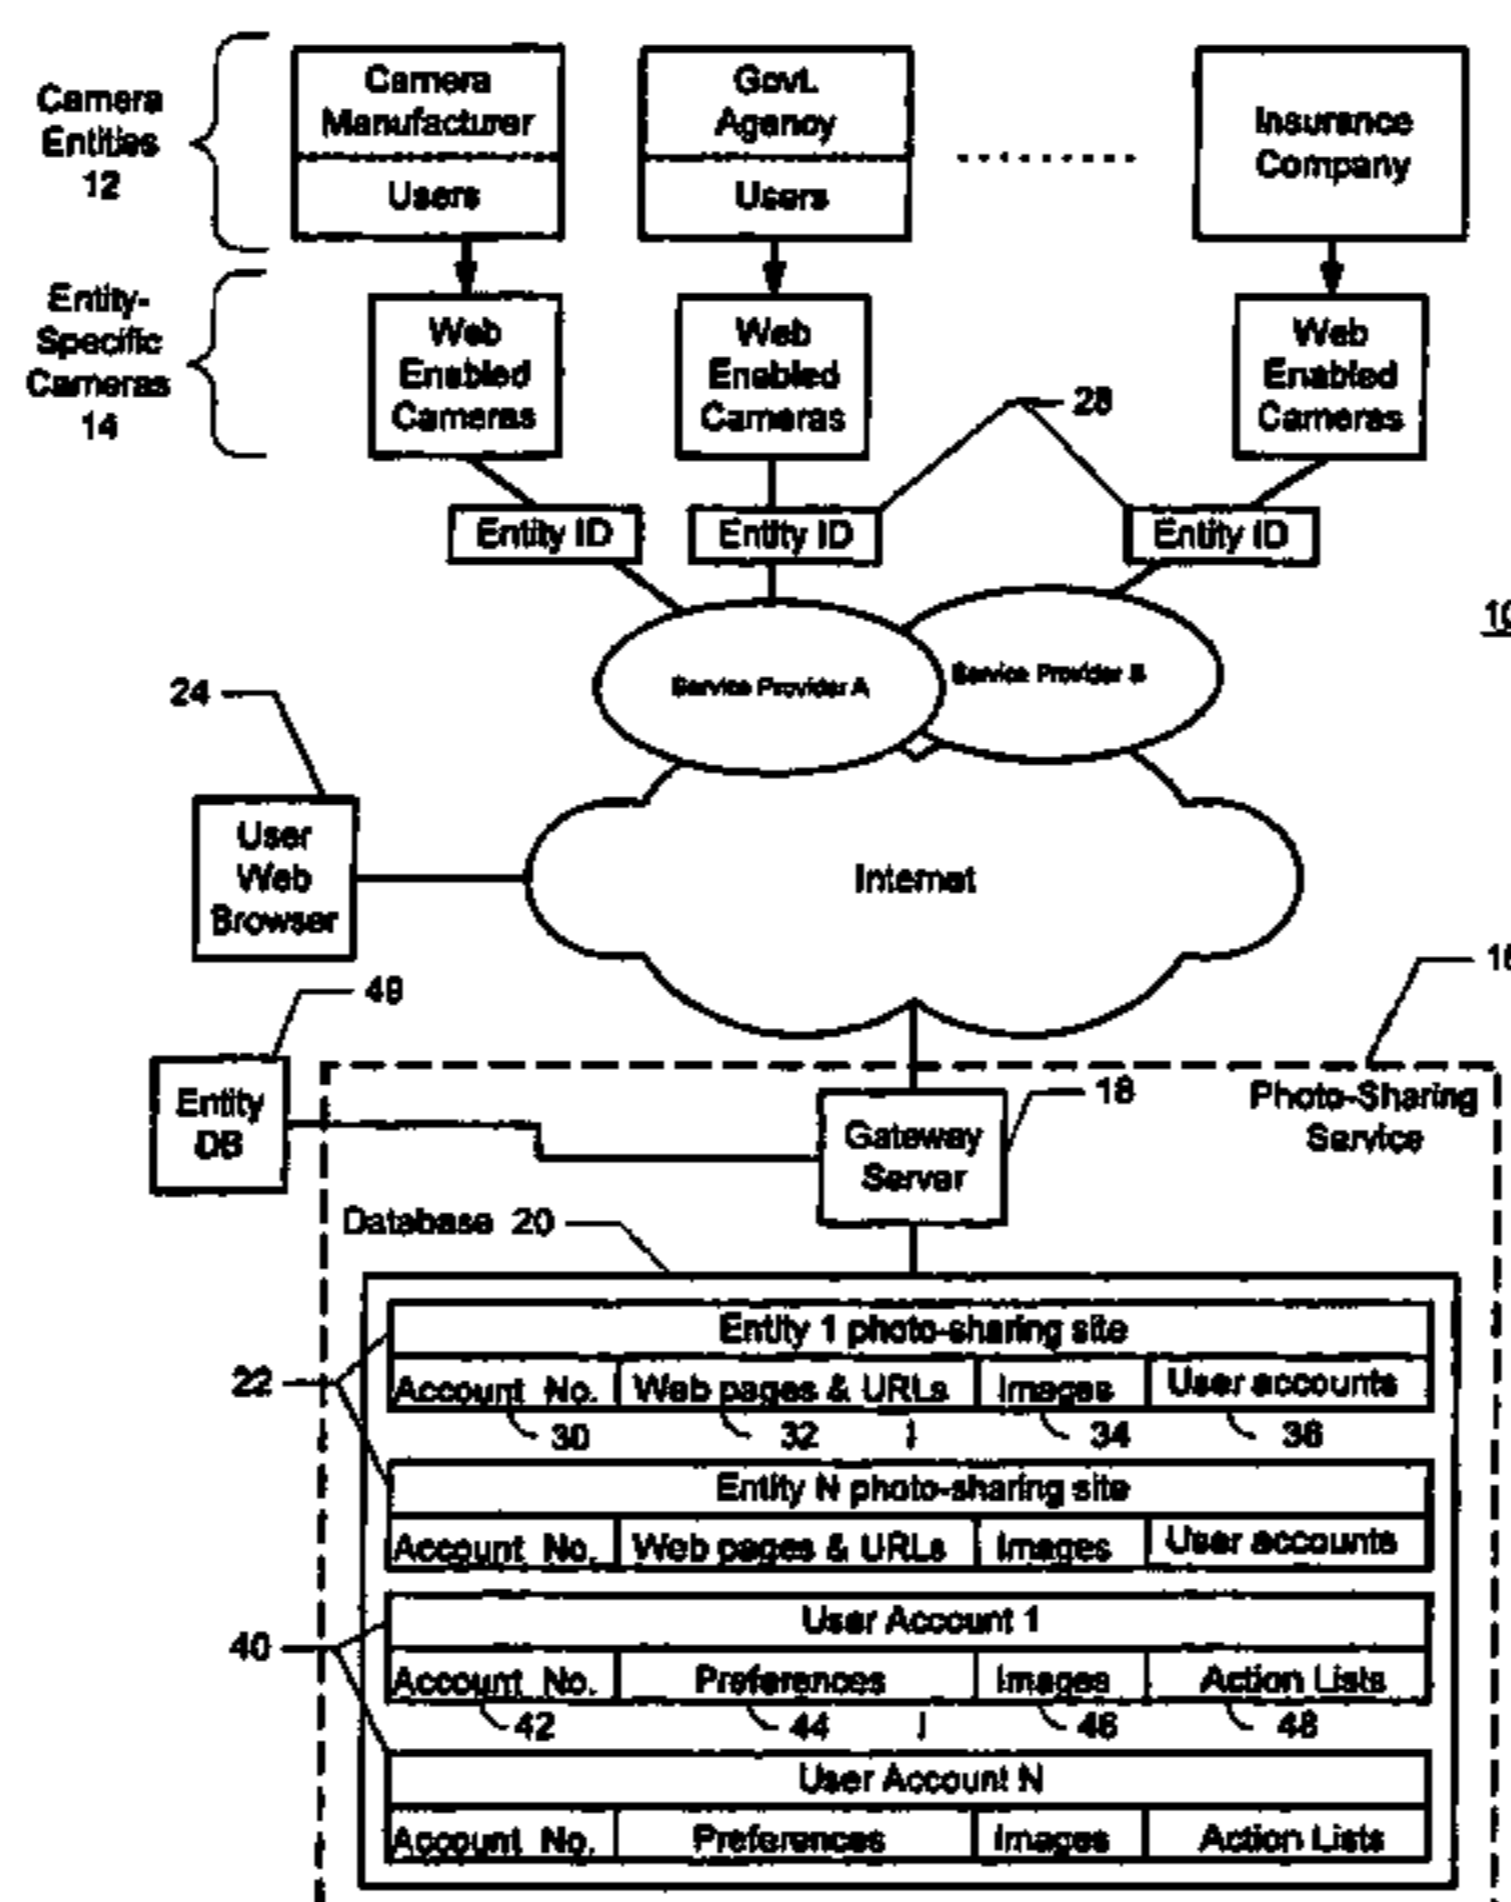 Camera
Entities
12
Camera
Manufacturer
Users
Govt.
Agency
Users
Insurance
Company
Entity-
Specific
Cameras
14
Web
Enabled
Cameras
Web
Enabled
Cameras
Web
Enabled
Cameras
28
Entity ID
Entity ID
Entity ID
10
Service Provider A
Service Provider B
24
User
Web
Browser
Internet
49
Entity
DB
18
Gateway
Server
Photo-Sharing
Service
Database 20
Entity 1 photo-sharing site
22
Account No. Web pages & URLs Images User accounts
30 32 34 36
Entity N photo-sharing site
Account No. Web pages & URLs Images User accounts
User Account 1
40
Account No. Preferences Images Action Lists
42 44 46 48
User Account N
Account No. Preferences Images Action Lists